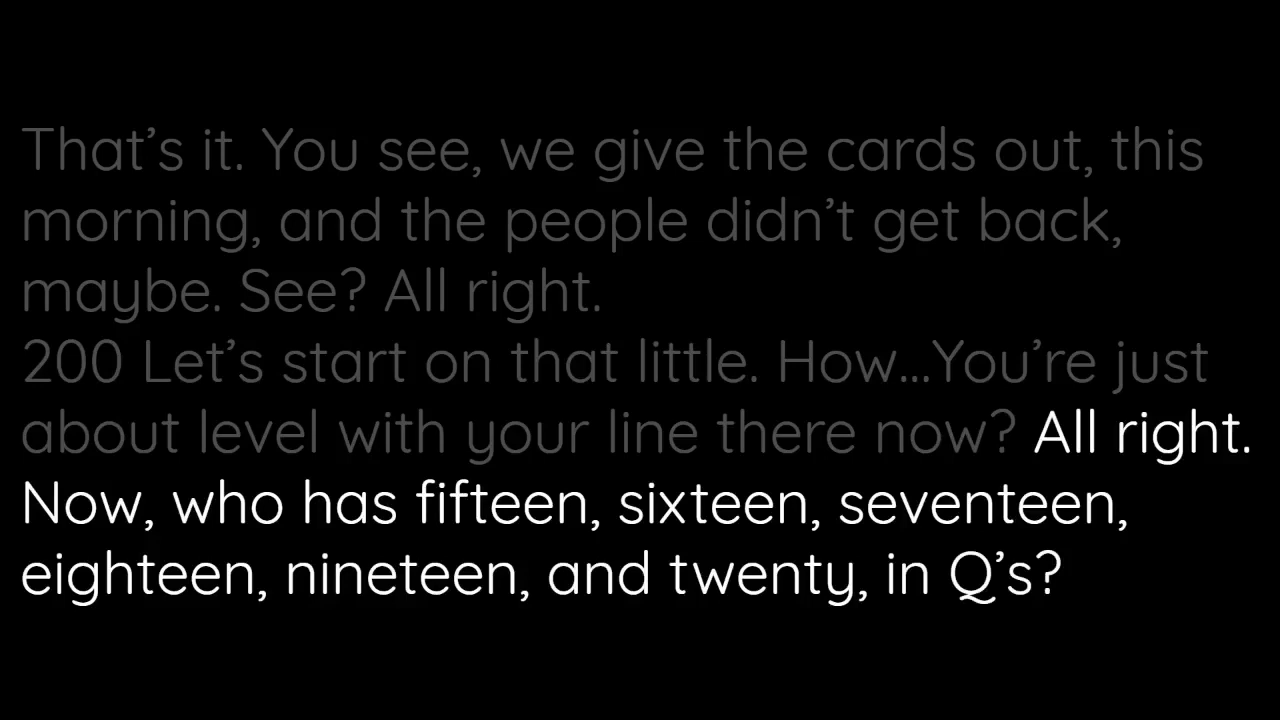 That’s it. You see, we give the cards out, this
morning, and the people didn’t get back,
maybe. See? All right.
200 Let’s start on that little. How...You’re just
about level with your line there now? All right.
Now, who has fifteen, sixteen, seventeen,
eighteen, nineteen, and twenty, in Q’s?